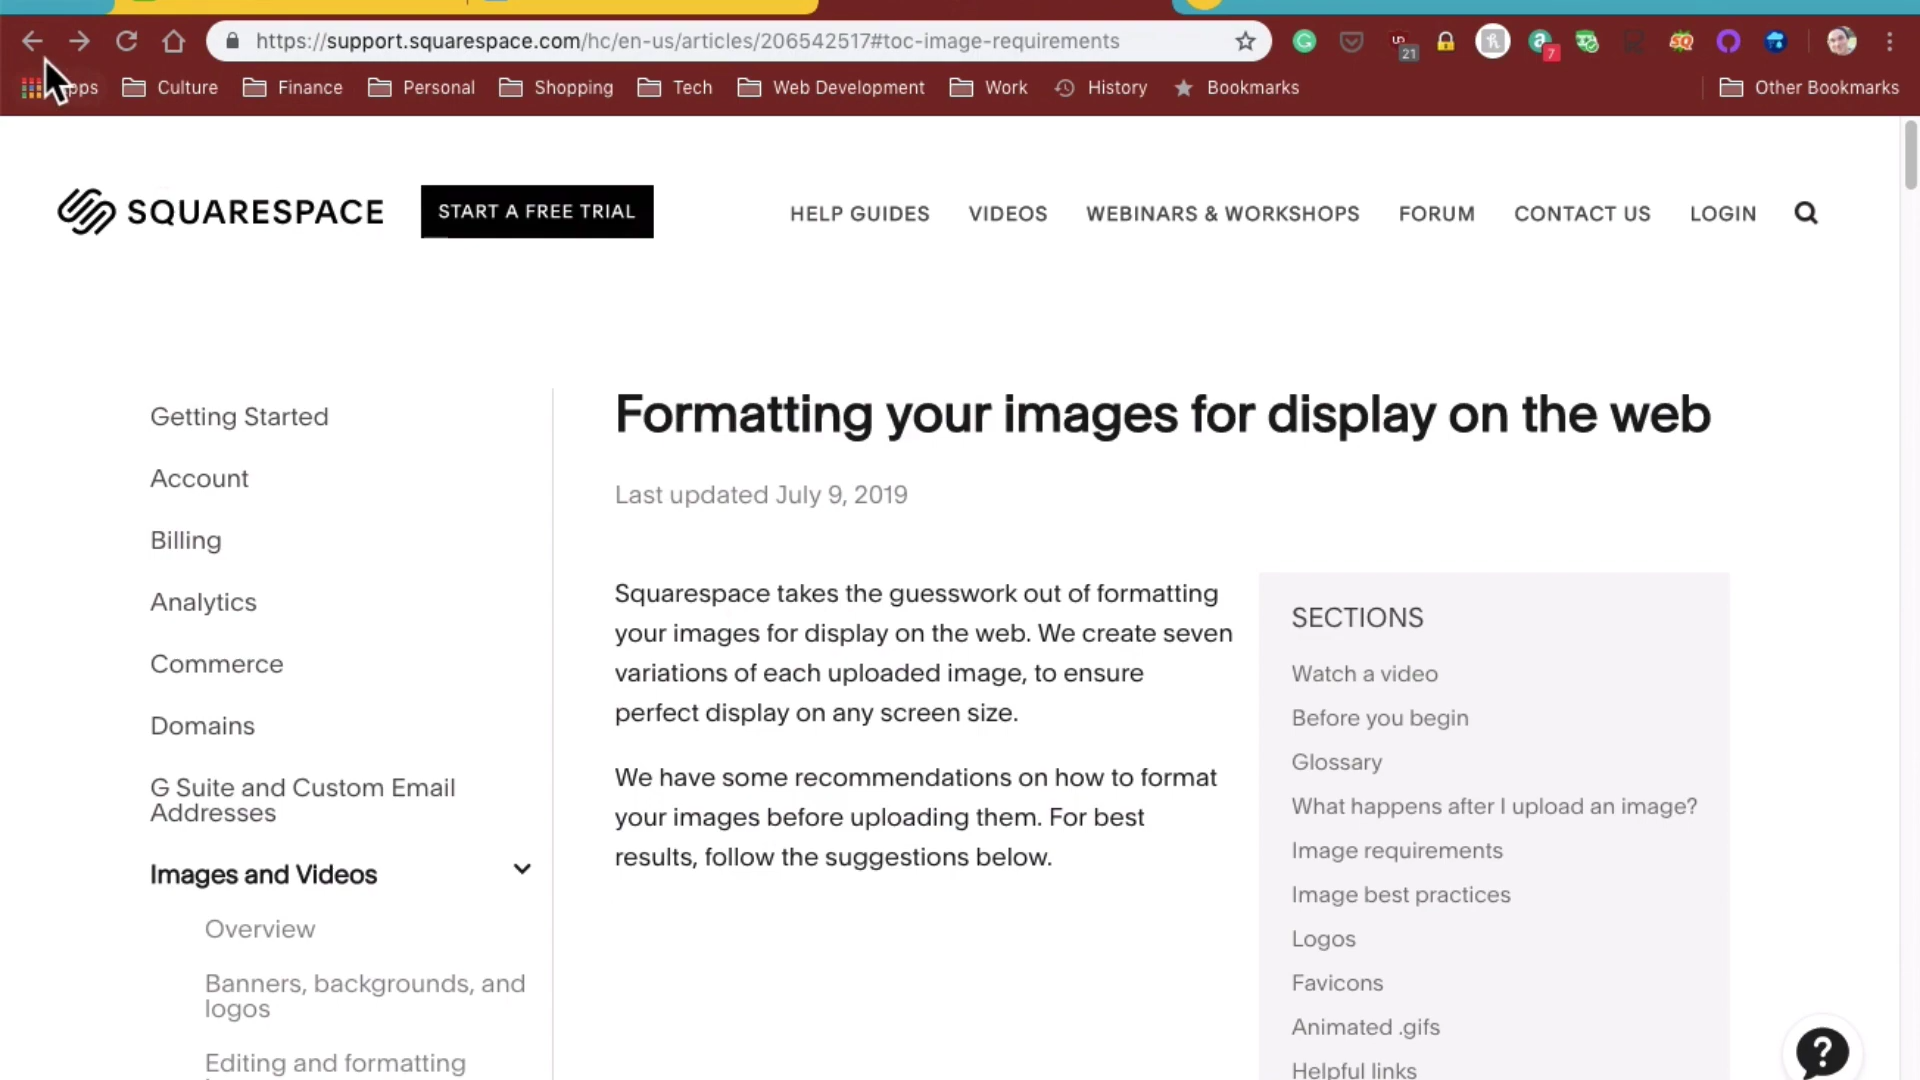 https://support.squarespace.com/hc/en-us/articles/206542517#toc-image-requirements
21
7
Culture
Finance
Personal
Shopping
Tech
Web Development
Work
History
Bookmarks
Other Bookmarks
SQUARESPACE
START A FREE TRIAL
HELP GUIDES
VIDEOS
WEBINARS & WORKSHOPS
FORUM
CONTACT US
LOGIN
Getting Started
Account
Billing
Analytics
Commerce
Domains
G Suite and Custom Email
Addresses
Images and Videos
Overview
Banners, backgrounds, and
logos
Editing and formatting
Formatting your images for display on the web
Last updated July 9, 2019
Squarespace takes the guesswork out of formatting
your images for display on the web. We create seven
variations of each uploaded image, to ensure
perfect display on any screen size.
We have some recommendations on how to format
your images before uploading them. For best
results, follow the suggestions below.
SECTIONS
Watch a video
Before you begin
Glossary
What happens after I upload an image?
Image requirements
Image best practices
Logos
Favicons
Animated .gifs
Helpful links
?